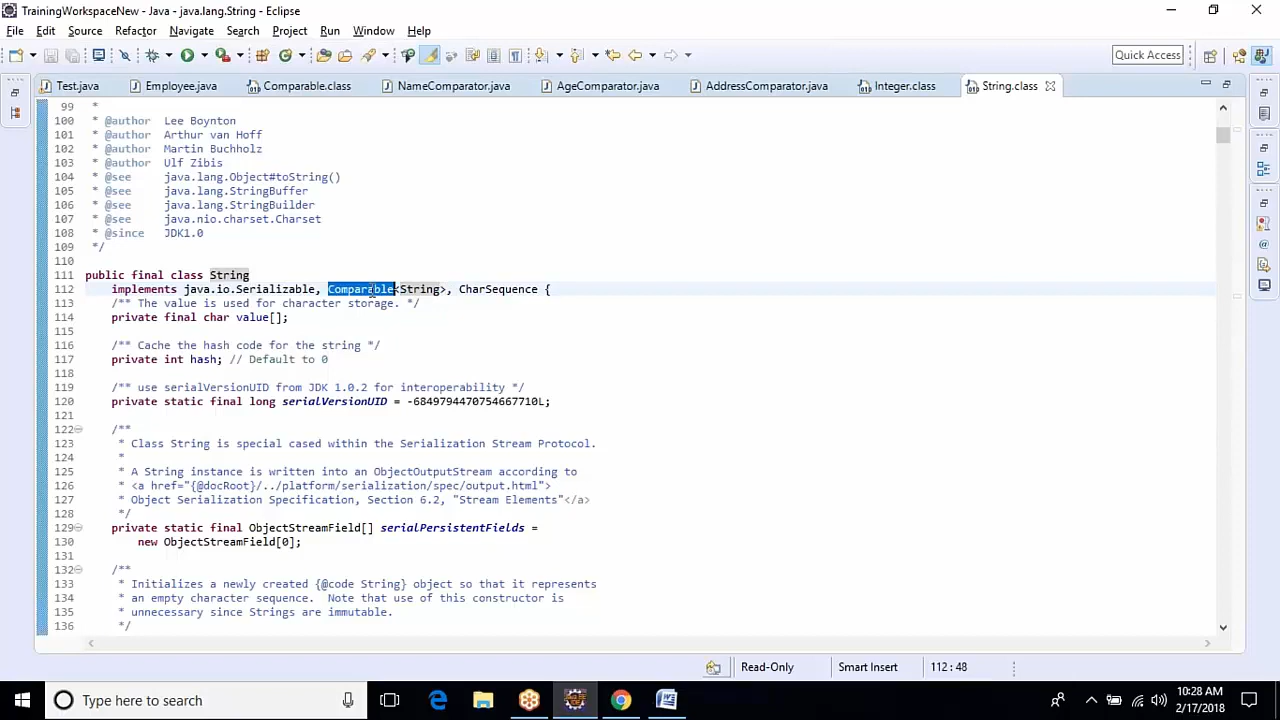 TrainingWorkspaceNew - Java - java.lang.String - Eclipse
File Edit Source Refactor Navigate Search Project Run Window Help
Quick Access
Test.java Employee.java Comparable.class NameComparator.java AgeComparator.java AddressComparator.java Integer.class String.class
99 *
100 * @author Lee Boynton
101 * @author Arthur van Hoff
102 * @author Martin Buchholz
103 * @author Ulf Zibis
104 * @see java.lang.Object#toString()
105 * @see java.lang.StringBuffer
106 * @see java.lang.StringBuilder
107 * @see java.nio.charset.Charset
108 * @since JDK1.0
109 */
110
111 public final class String
112 implements java.io.Serializable, Comparable<String>, CharSequence {
113 /** The value is used for character storage. */
114 private final char value[];
115
116 /** Cache the hash code for the string */
117 private int hash; // Default to 0
118
119 /** use serialVersionUID from JDK 1.0.2 for interoperability */
120 private static final long serialVersionUID = -6849794470754667710L;
121
122 /**
123 * Class String is special cased within the Serialization Stream Protocol.
124 *
125 * A String instance is written into an ObjectOutputStream according to
126 * <a href="{@docRoot}/../platform/serialization/spec/output.html">
127 * Object Serialization Specification, Section 6.2, "Stream Elements"</a>
128 */
129 private static final ObjectStreamField[] serialPersistentFields =
130 new ObjectStreamField[0];
131
132 /**
133 * Initializes a newly created {@code String} object so that it represents
134 * an empty character sequence. Note that use of this constructor is
135 * unnecessary since Strings are immutable.
136 */
Read-Only Smart Insert 112 : 48
Type here to search
10:28 AM
2/17/2018